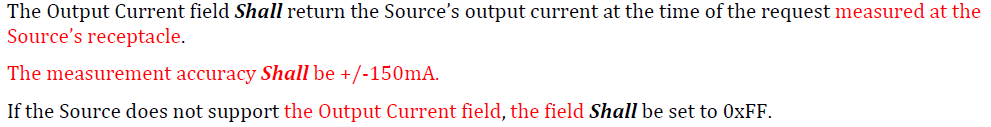 The Output Current field Shall return the Source’s output current at the time of the request measured at the
Source’s receptacle.
The measurement accuracy Shall be +/-150mA.
If the Source does not support the Output Current field, the field Shall be set to 0xFF.